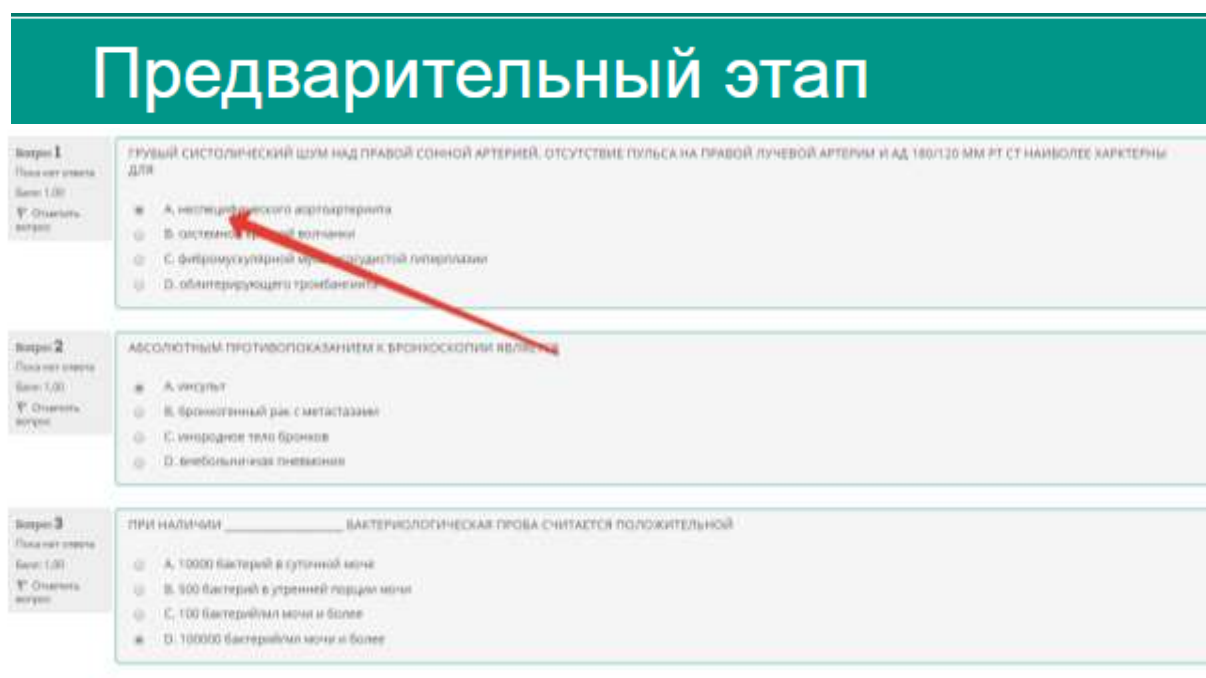 Предварительный этап
Вопрос 1
Пока нет ответа
Балл: 1,00
Отметить
вопрос
ГРУБЫЙ СИСТОЛИЧЕСКИЙ ШУМ НАД ПРАВОЙ СОННОЙ АРТЕРИЕЙ, ОТСУТСТВИЕ ПУЛЬСА НА ПРАВОЙ ЛУЧЕВОЙ АРТЕРИИ И АД 180/120 ММ РТ СТ НАИБОЛЕЕ ХАРКТЕРНЫ
ДЛЯ
A. неспецифического аортоартериита
B. системной волчанки
C. фибромускулярной гиперплазии
D. облитерирующего тромбангиита
Вопрос 2
Пока нет ответа
Балл: 1,00
Отметить
вопрос
АБСОЛЮТНЫМ ПРОТИВОПОКАЗАНИЕМ К БРОНХОСКОПИИ ЯВЛЯЕТСЯ
A. инсульт
B. бронхогенный рак с метастазами
C. инородное тело бронхов
D. внебольничная пневмония
Вопрос 3
Пока нет ответа
Балл: 1,00
Отметить
вопрос
ПРИ НАЛИЧИИ ____________________ БАКТЕРИОЛОГИЧЕСКАЯ ПРОБА СЧИТАЕТСЯ ПОЛОЖИТЕЛЬНОЙ
A. 10000 бактерий в суточной моче
B. 500 бактерий в утренней порции мочи
C. 100 бактерий/мл мочи и более
D. 100000 бактерий/мл мочи и более